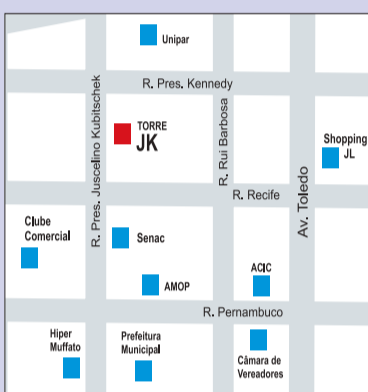 Unipar
R. Pres. Kennedy
R. Pres. Juscelino Kubitschek
TORRE
JK
R. Rui Barbosa
Shopping
JL
R. Recife
Av. Toledo
Clube
Comercial
Senac
ACIC
AMOP
R. Pernambuco
Hiper
Muffato
Prefeitura
Municipal
Câmara de
Vereadores